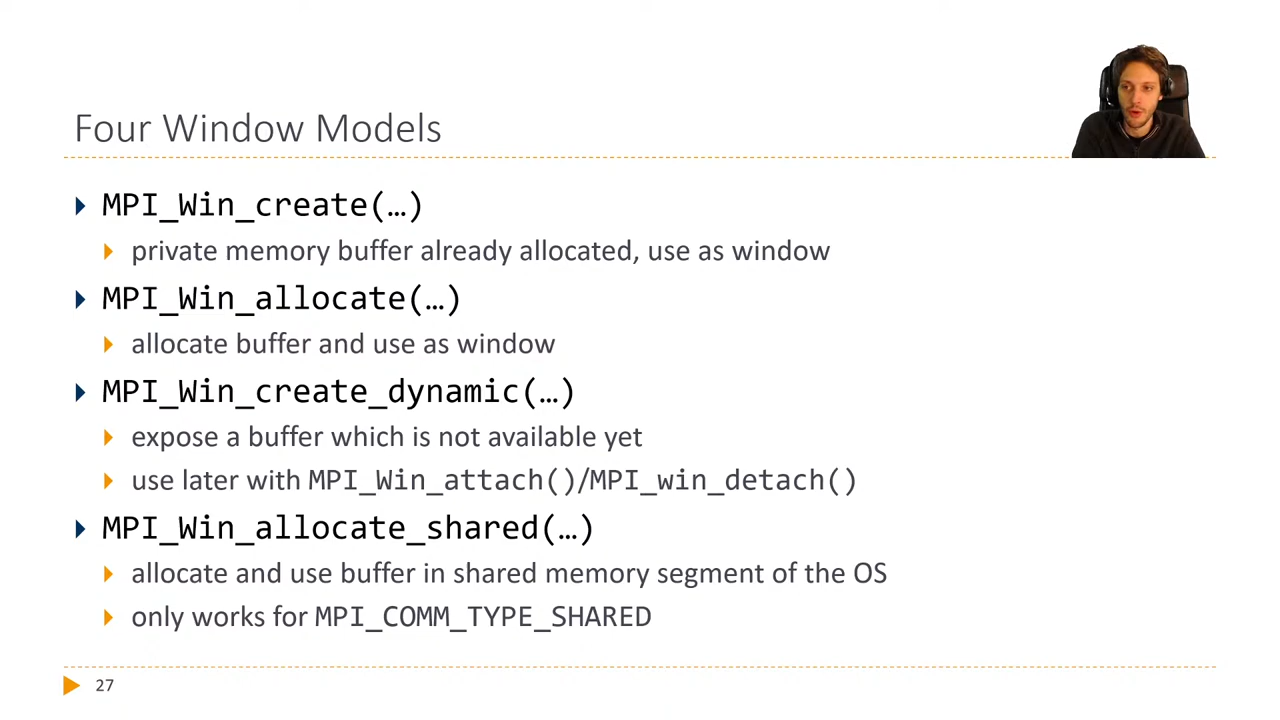 Four Window Models
MPI_Win_create(…)
private memory buffer already allocated, use as window
MPI_Win_allocate(…)
allocate buffer and use as window
MPI_Win_create_dynamic(…)
expose a buffer which is not available yet
use later with MPI_Win_attach()/MPI_win_detach()
MPI_Win_allocate_shared(…)
allocate and use buffer in shared memory segment of the OS
only works for MPI_COMM_TYPE_SHARED
27